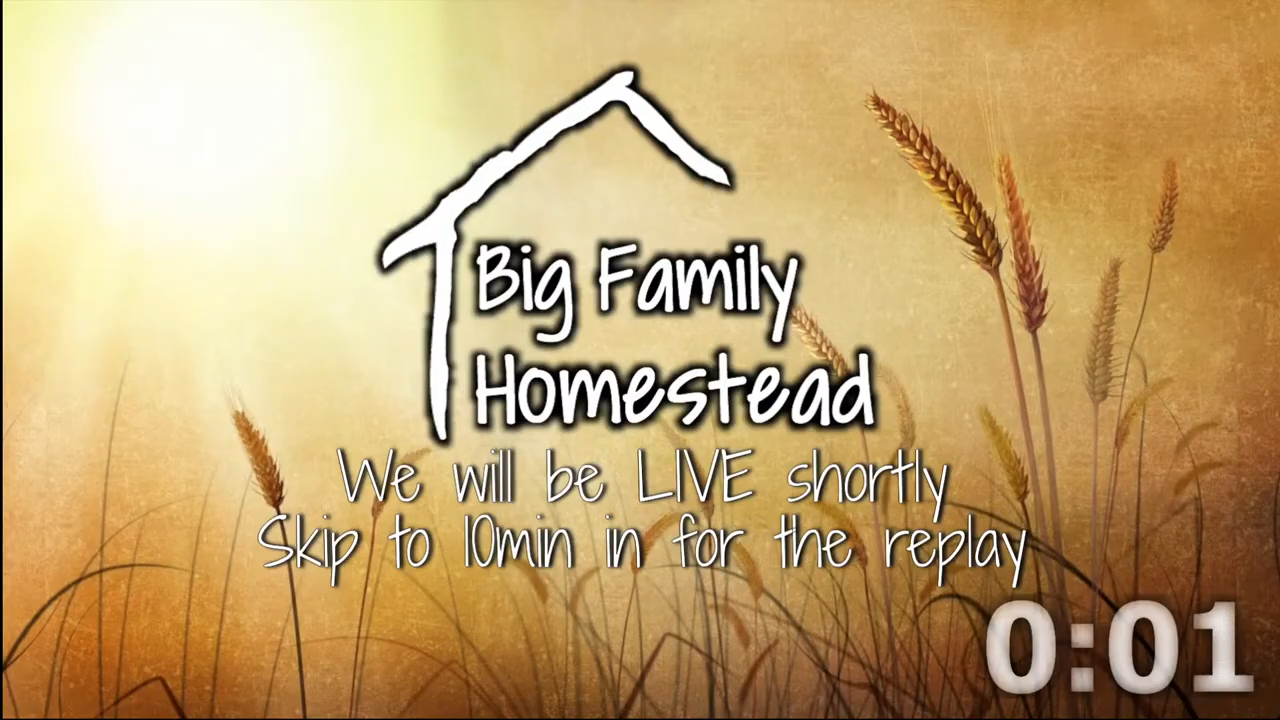 Big Family
Homestead
We will be LIVE shortly
Skip to 10min in for the replay
0:01